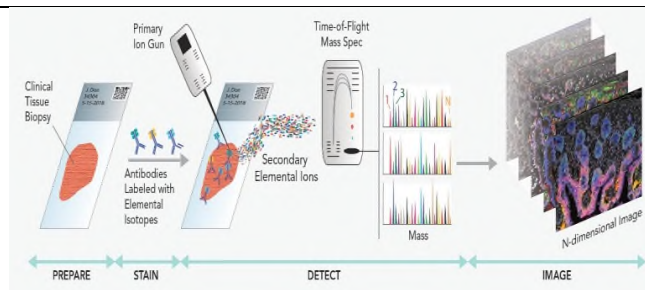 Clinical
Tissue
Biopsy
Antibodies
Labeled with
Elemental
Isotopes
Primary
Ion Gun
Secondary
Elemental Ions
Time-of-Flight
Mass Spec
1
2
3
N
Mass
N-dimensional Image
PREPARE
STAIN
DETECT
IMAGE